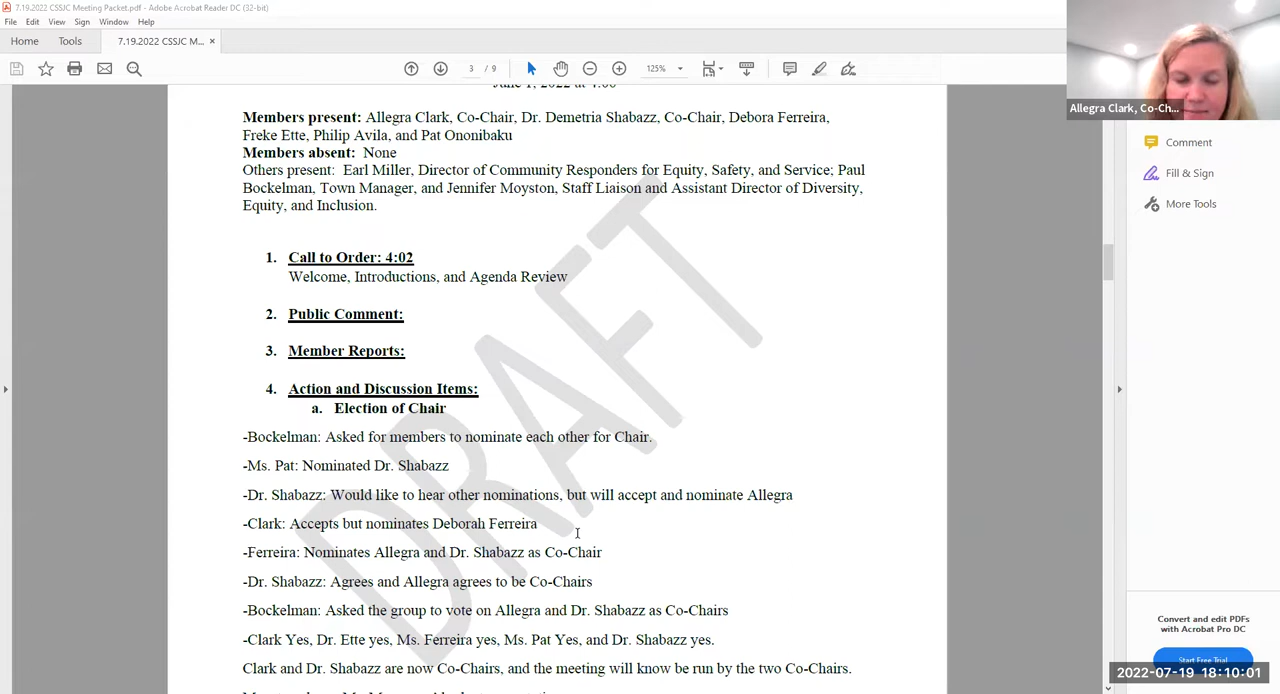 7.19.2022 CSSJC Meeting Packet.pdf - Adobe Acrobat Reader DC (32-bit)
File Edit View Sign Window Help
Home Tools 7.19.2022 CSSJC M... ×
3 / 9 125%
June 1, 2022 at 4:00
Members present: Allegra Clark, Co-Chair, Dr. Demetria Shabazz, Co-Chair, Debora Ferreira,
Freke Ette, Philip Avila, and Pat Ononibaku
Members absent: None
Others present: Earl Miller, Director of Community Responders for Equity, Safety, and Service; Paul
Bockelman, Town Manager, and Jennifer Moyston, Staff Liaison and Assistant Director of Diversity,
Equity, and Inclusion.
1. Call to Order: 4:02
Welcome, Introductions, and Agenda Review
2. Public Comment:
3. Member Reports:
4. Action and Discussion Items:
a. Election of Chair
-Bockelman: Asked for members to nominate each other for Chair.
-Ms. Pat: Nominated Dr. Shabazz
-Dr. Shabazz: Would like to hear other nominations, but will accept and nominate Allegra
-Clark: Accepts but nominates Deborah Ferreira
-Ferreira: Nominates Allegra and Dr. Shabazz as Co-Chair
-Dr. Shabazz: Agrees and Allegra agrees to be Co-Chairs
-Bockelman: Asked the group to vote on Allegra and Dr. Shabazz as Co-Chairs
-Clark Yes, Dr. Ette yes, Ms. Ferreira yes, Ms. Pat Yes, and Dr. Shabazz yes.
Clark and Dr. Shabazz are now Co-Chairs, and the meeting will know be run by the two Co-Chairs.
DRAFT
Allegra Clark, Co-Ch...
Comment
Fill & Sign
More Tools
Convert and edit PDFs
with Acrobat Pro DC
Start Free Trial
2022-07-19 18:10:01